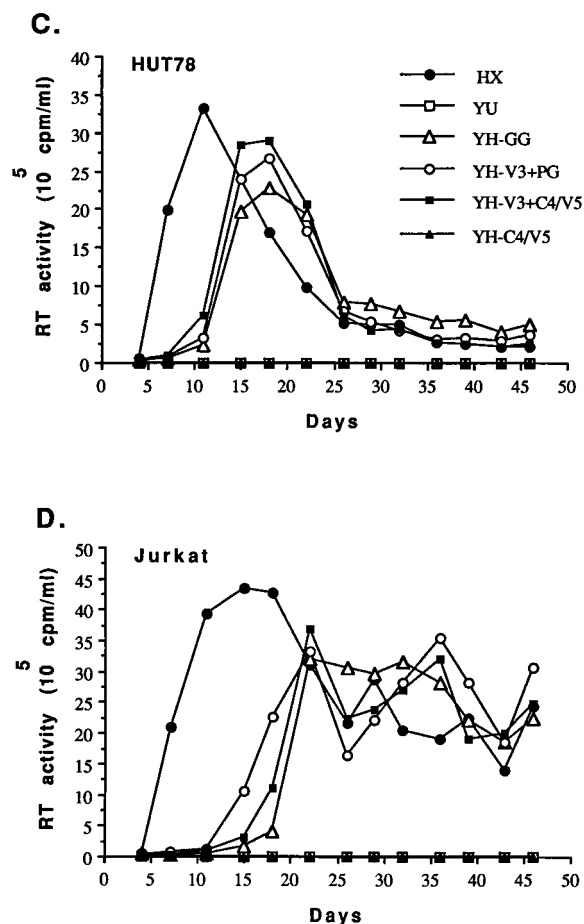 C.
HUT78
HX
YU
YH-GG
YH-V3+PG
YH-V3+C4/V5
YH-C4/V5
RT activity (10 5 cpm/ml)
40
35
30
25
20
15
10
5
0
0 5 10 15 20 25 30 35 40 45 50
Days
D.
Jurkat
RT activity (10 5 cpm/ml)
50
45
40
35
30
25
20
15
10
5
0
0 5 10 15 20 25 30 35 40 45 50
Days